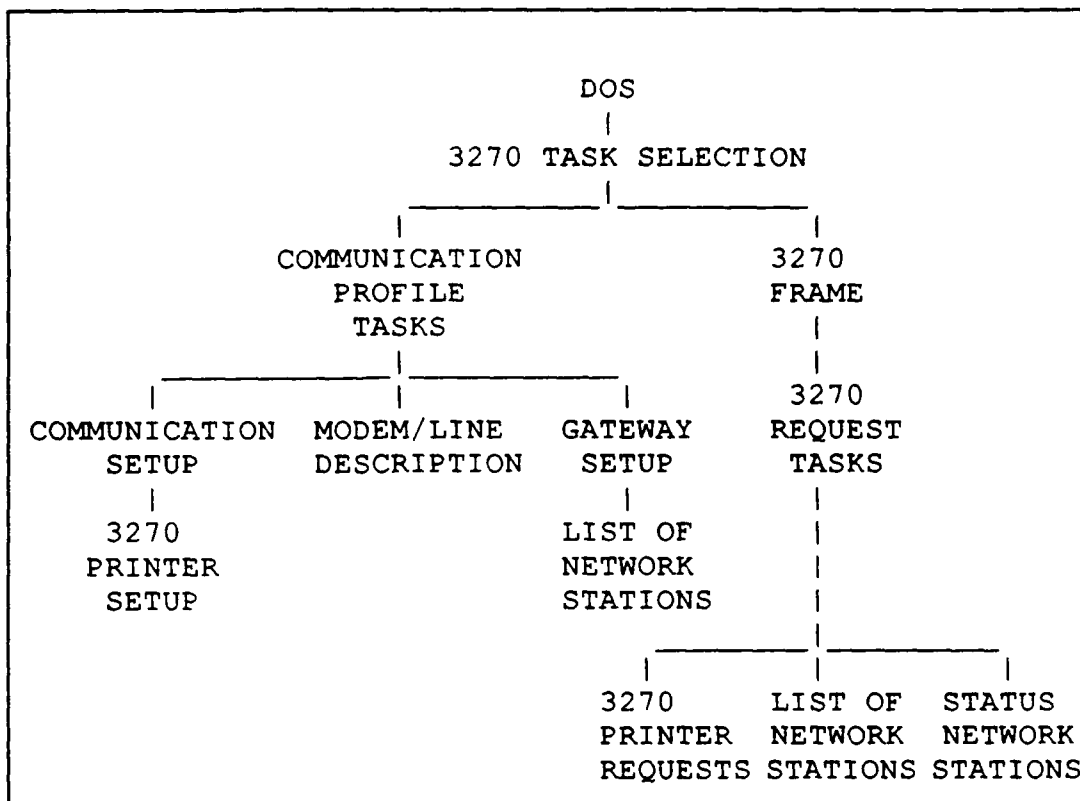 DOS
3270 TASK SELECTION
COMMUNICATION
PROFILE
TASKS
3270
FRAME
COMMUNICATION
SETUP
MODEM/LINE
DESCRIPTION
GATEWAY
SETUP
3270
REQUEST
TASKS
3270
PRINTER
SETUP
LIST OF
NETWORK
STATIONS
3270
PRINTER
REQUESTS
LIST OF
NETWORK
STATIONS
STATUS
NETWORK
STATIONS